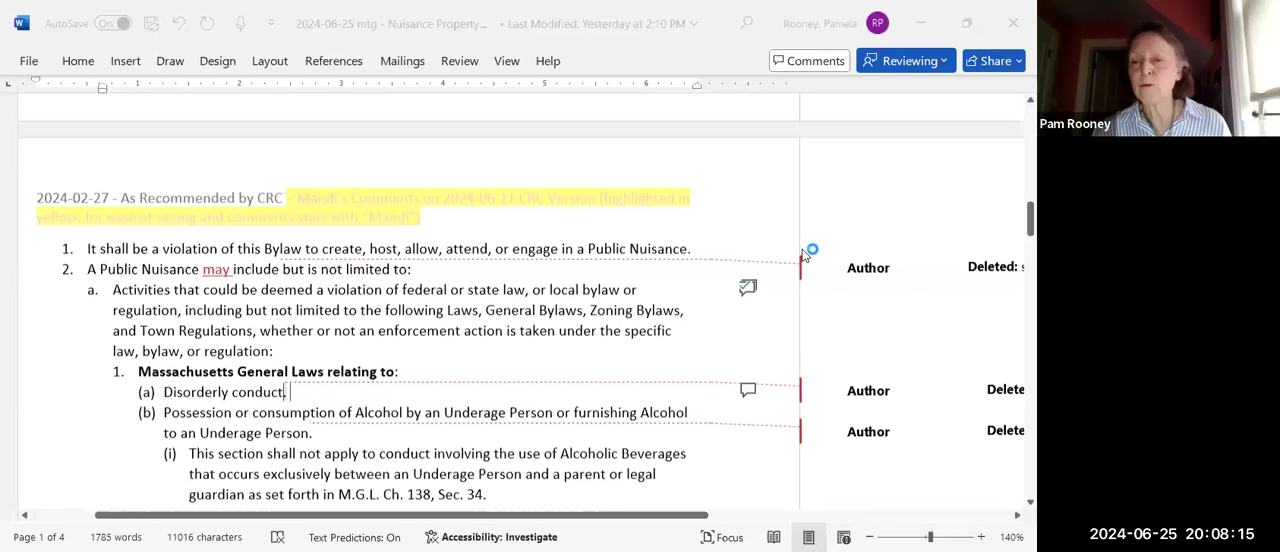 AutoSave Off 2024-06-25 mtg - Nuisance Property... • Last Modified: Yesterday at 2:10 PM Rooney, Pamela RP
File Home Insert Draw Design Layout References Mailings Review View Help Comments Reviewing Share
1 2 3 4 5 6
2024-02-27 - As Recommended by CRC – Mandi's Comments on 2024-06-11 CRC Version (highlighted in
yellow, for ease of seeing and comments start with "Mandi")
1. It shall be a violation of this Bylaw to create, host, allow, attend, or engage in a Public Nuisance.
2. A Public Nuisance may include but is not limited to:
Author Deleted: s
a. Activities that could be deemed a violation of federal or state law, or local bylaw or
regulation, including but not limited to the following Laws, General Bylaws, Zoning Bylaws,
and Town Regulations, whether or not an enforcement action is taken under the specific
law, bylaw, or regulation:
1. Massachusetts General Laws relating to:
(a) Disorderly conduct.
Author Delete
(b) Possession or consumption of Alcohol by an Underage Person or furnishing Alcohol
to an Underage Person.
Author Delete
(i) This section shall not apply to conduct involving the use of Alcoholic Beverages
that occurs exclusively between an Underage Person and a parent or legal
guardian as set forth in M.G.L. Ch. 138, Sec. 34.
Page 1 of 4 1785 words 11016 characters Text Predictions: On Accessibility: Investigate Focus 140%
Pam Rooney
2024-06-25 20:08:15